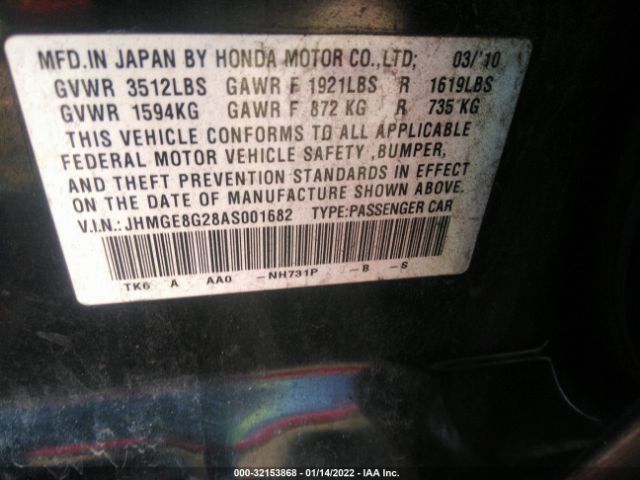 MFD.IN JAPAN BY HONDA MOTOR CO.,LTD; 03/'10
GVWR 3512LBS GAWR F 1921LBS R 1619LBS
GVWR 1594KG GAWR F 872 KG R 735 KG
THIS VEHICLE CONFORMS TO ALL APPLICABLE
FEDERAL MOTOR VEHICLE SAFETY ,BUMPER,
AND THEFT PREVENTION STANDARDS IN EFFECT
ON THE DATE OF MANUFACTURE SHOWN ABOVE.
V.I.N.: JHMGE8G28AS001682 TYPE:PASSENGER CAR
TK6 A AA0 -NH731P -B -S
000-32153868 - 01/14/2022 - IAA Inc.